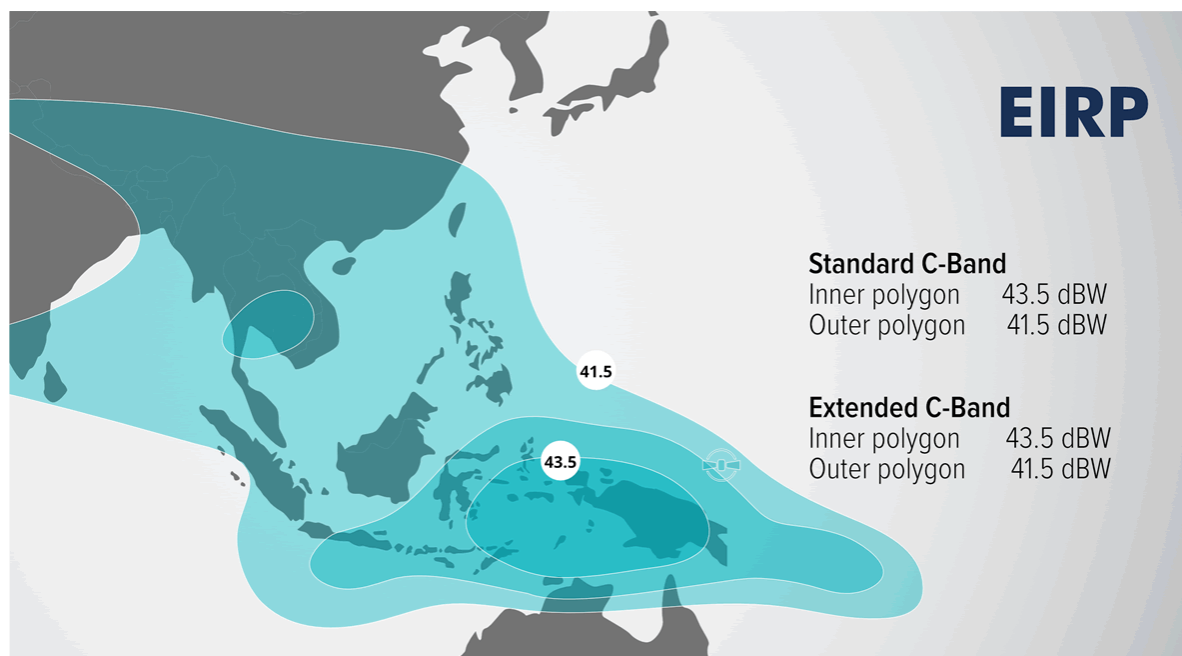 EIRP
Standard C-Band
Inner polygon 43.5 dBW
Outer polygon 41.5 dBW
41.5
Extended C-Band
Inner polygon 43.5 dBW
Outer polygon 41.5 dBW
43.5